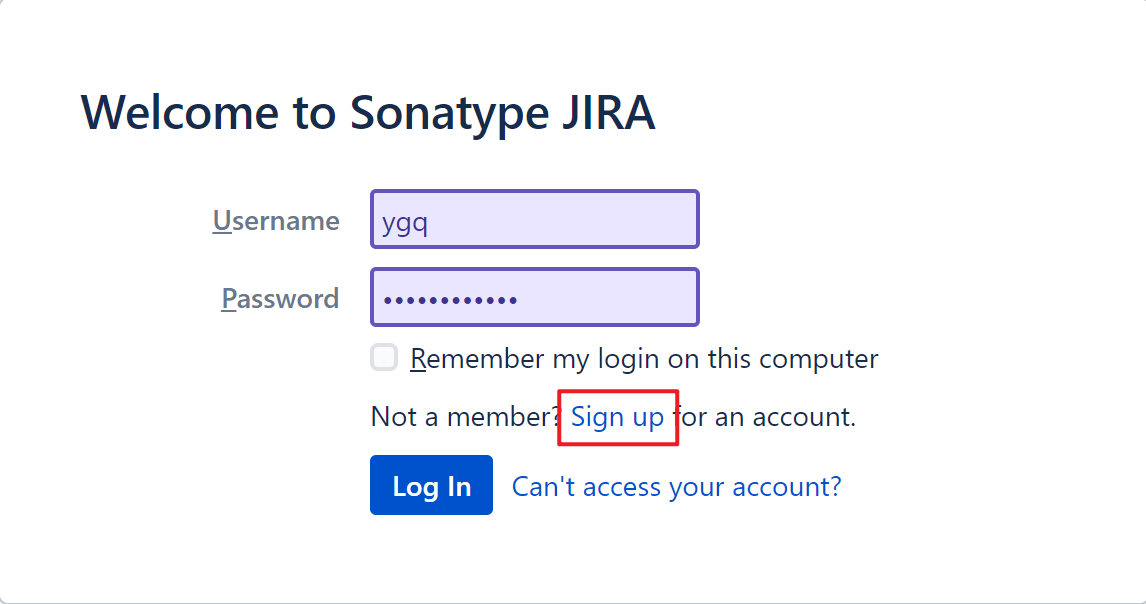 Welcome to Sonatype JIRA
Username ygq
Password ••••••••••••
Remember my login on this computer
Not a member? Sign up for an account.
Log In Can't access your account?